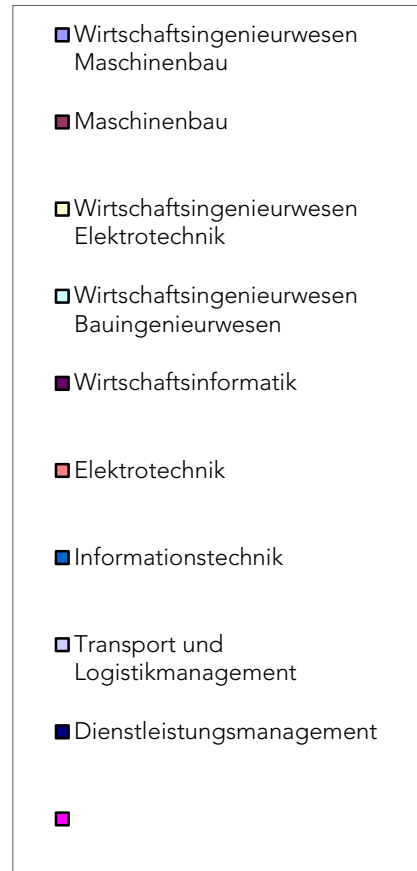 Wirtschaftsingenieurwesen
Maschinenbau
Maschinenbau
Wirtschaftsingenieurwesen
Elektrotechnik
Wirtschaftsingenieurwesen
Bauingenieurwesen
Wirtschaftsinformatik
Elektrotechnik
Informationstechnik
Transport und
Logistikmanagement
Dienstleistungsmanagement